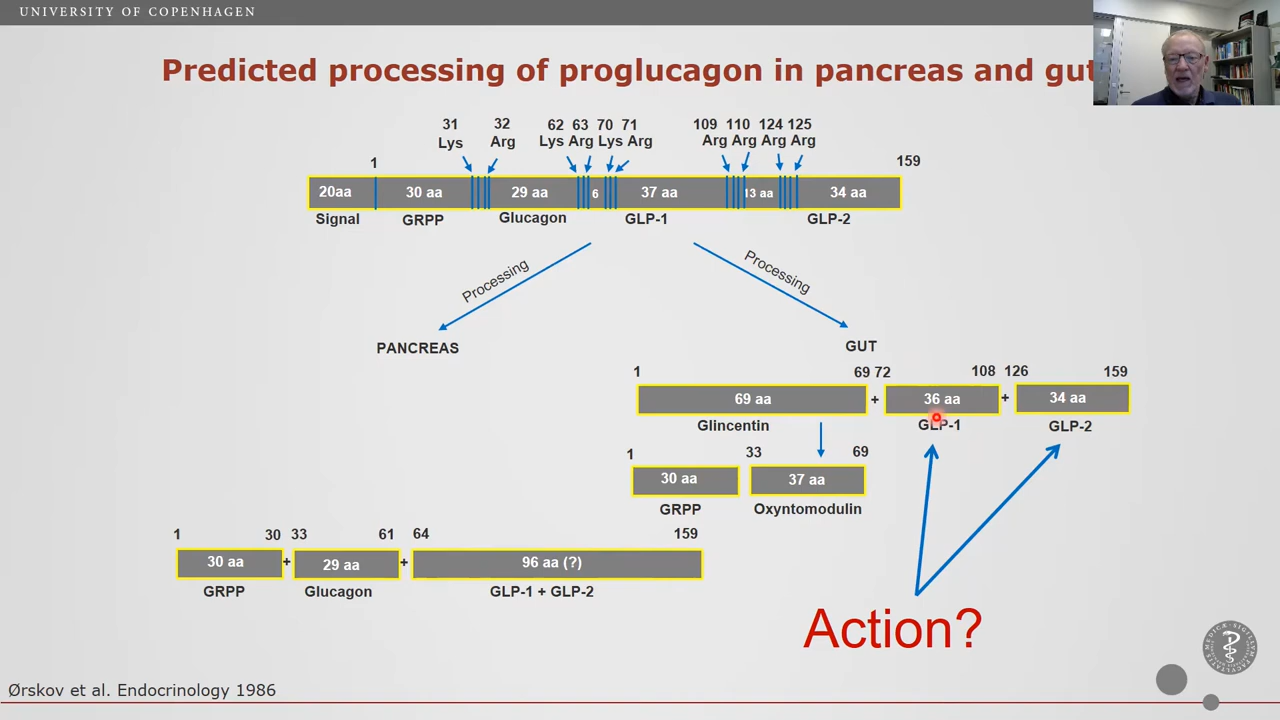 UNIVERSITY OF COPENHAGEN
Predicted processing of proglucagon in pancreas and gut
31 32 62 63 70 71 109 110 124 125
Lys Arg Lys Arg Lys Arg Arg Arg Arg Arg
1 159
20aa 30 aa 29 aa 6 37 aa 13 aa 34 aa
Signal GRPP Glucagon GLP-1 GLP-2
Processing Processing
PANCREAS GUT
1 69 72 108 126 159
69 aa + 36 aa + 34 aa
Glincentin GLP-1 GLP-2
1 33 69
30 aa 37 aa
GRPP Oxyntomodulin
1 30 33 61 64 159
30 aa + 29 aa + 96 aa (?)
GRPP Glucagon GLP-1 + GLP-2
Action?
Ørskov et al. Endocrinology 1986